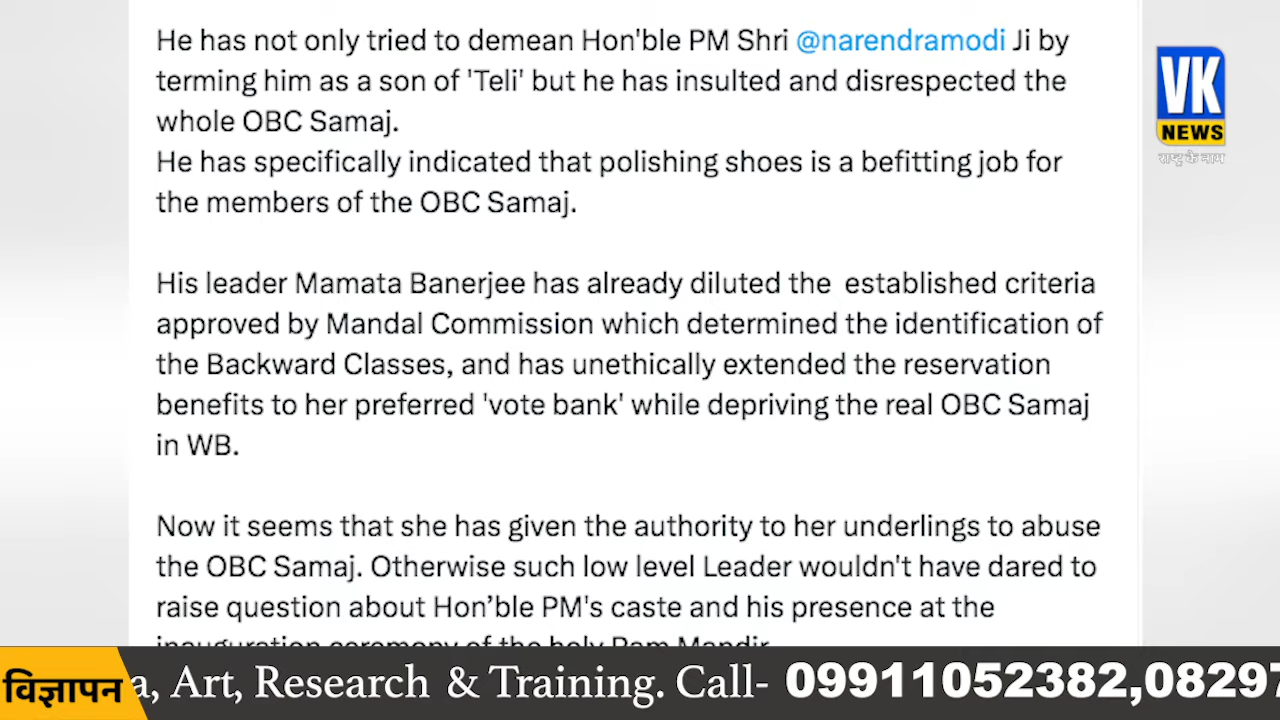 He has not only tried to demean Hon'ble PM Shri @narendramodi Ji by
terming him as a son of 'Teli' but he has insulted and disrespected the
whole OBC Samaj.
He has specifically indicated that polishing shoes is a befitting job for
the members of the OBC Samaj.
His leader Mamata Banerjee has already diluted the established criteria
approved by Mandal Commission which determined the identification of
the Backward Classes, and has unethically extended the reservation
benefits to her preferred 'vote bank' while depriving the real OBC Samaj
in WB.
Now it seems that she has given the authority to her underlings to abuse
the OBC Samaj. Otherwise such low level Leader wouldn't have dared to
raise question about Hon’ble PM's caste and his presence at the
inauguration ceremony of the holy Ram Mandir
VK
NEWS
राष्ट्र के नाम
विज्ञापन
a, Art, Research & Training. Call- 09911052382,08297